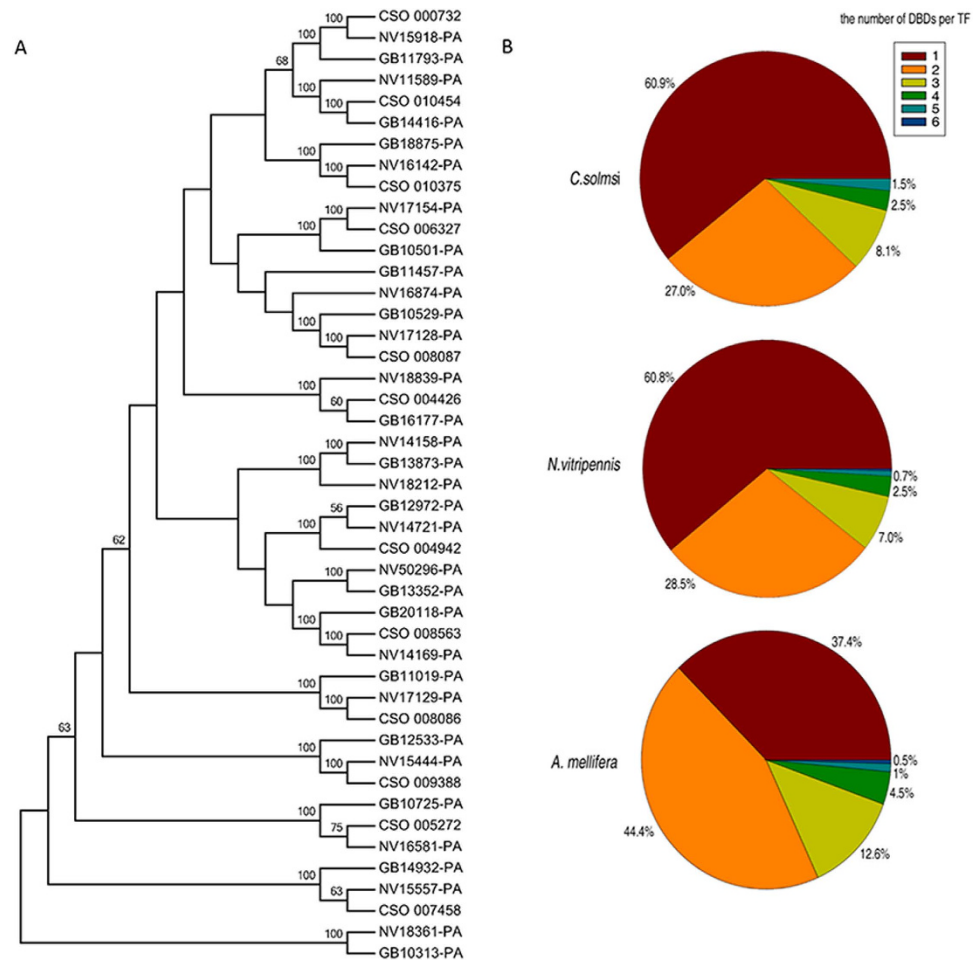 A
100
CSO 000732
NV15918-PA
100
GB11793-PA
68
NV11589-PA
100
CSO 010454
100
GB14416-PA
GB18875-PA
100
NV16142-PA
100
CSO 010375
NV17154-PA
100
CSO 006327
100
GB10501-PA
GB11457-PA
NV16874-PA
GB10529-PA
100
NV17128-PA
100
CSO 008087
NV18839-PA
100
CSO 004426
60
GB16177-PA
NV14158-PA
100
GB13873-PA
100
NV18212-PA
GB12972-PA
56
NV14721-PA
100
CSO 004942
NV50296-PA
100
GB13352-PA
GB20118-PA
100
CSO 008563
100
NV14169-PA
62
GB11019-PA
100
NV17129-PA
100
CSO 008086
GB12533-PA
100
NV15444-PA
100
CSO 009388
63
GB10725-PA
100
CSO 005272
75
NV16581-PA
GB14932-PA
100
NV15557-PA
63
CSO 007458
NV18361-PA
100
GB10313-PA
B
the number of DBDs per TF
1
2
3
4
5
6
C.solmsi
60.9%
1.5%
2.5%
8.1%
27.0%
N.vitripennis
60.8%
0.7%
2.5%
7.0%
28.5%
A. mellifera
37.4%
0.5%
1%
4.5%
12.6%
44.4%